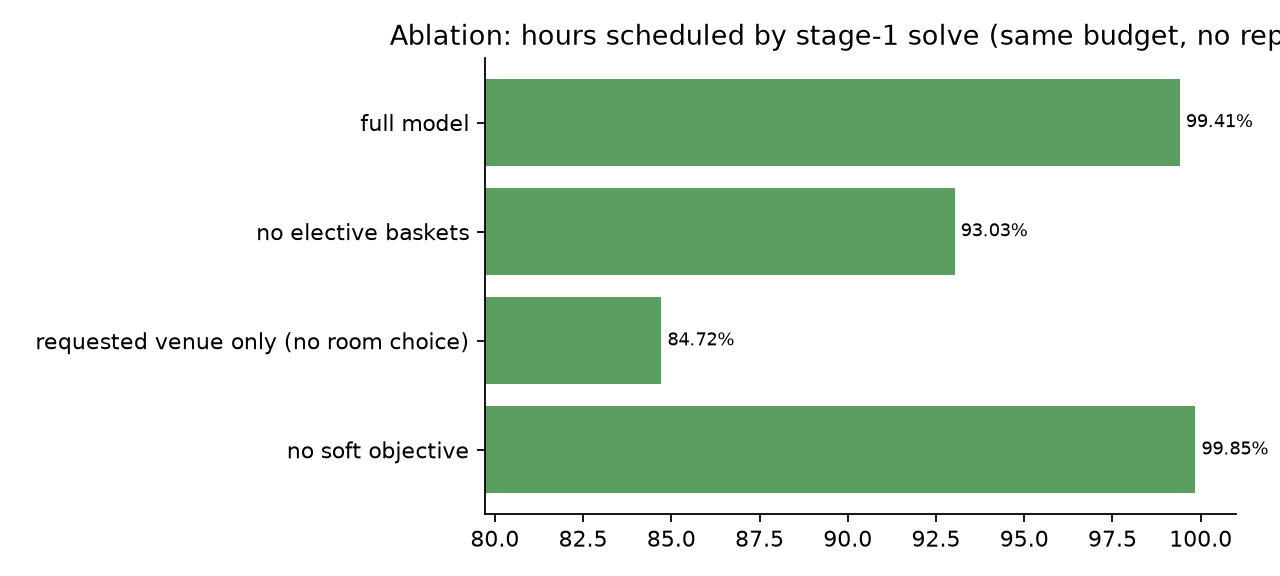 Ablation: hours scheduled by stage-1 solve (same budget, no rep
full model
99.41%
no elective baskets
93.03%
requested venue only (no room choice)
84.72%
no soft objective
99.85%
80.0 82.5 85.0 87.5 90.0 92.5 95.0 97.5 100.0